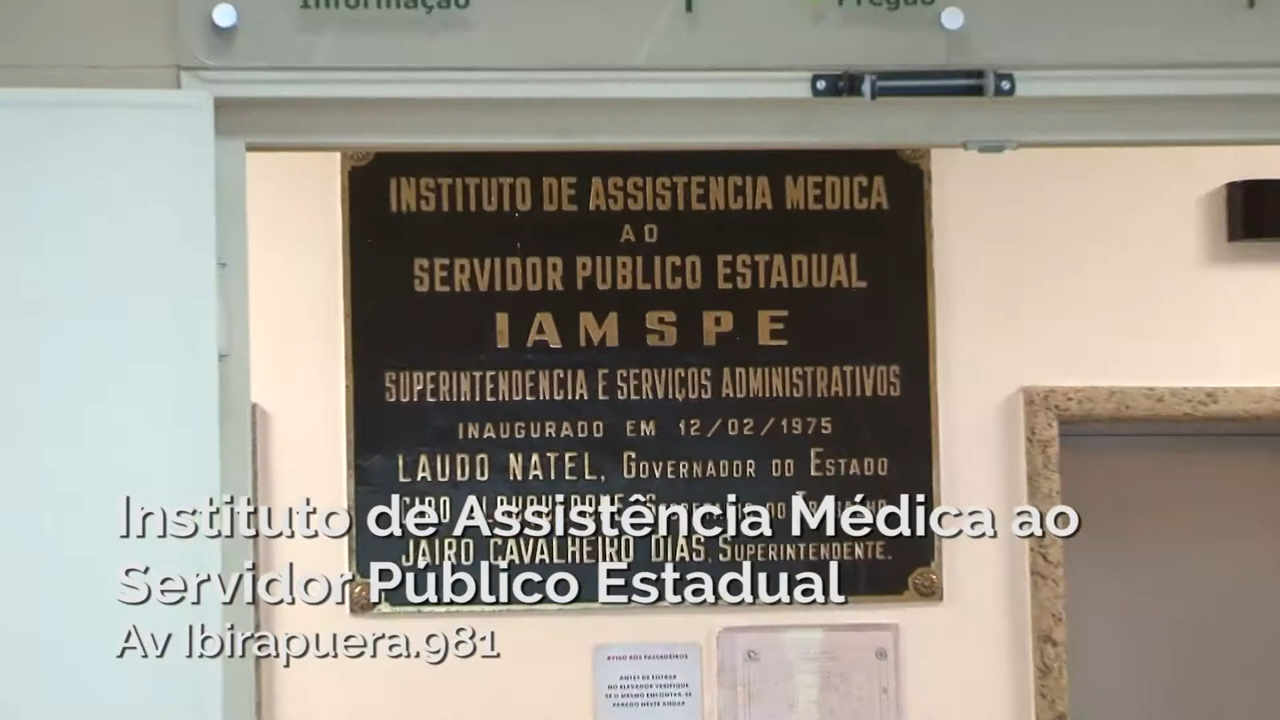 Informação
Pregão
INSTITUTO DE ASSISTENCIA MEDICA
AO
SERVIDOR PUBLICO ESTADUAL
IAMSPE
SUPERINTENDENCIA E SERVIÇOS ADMINISTRATIVOS
INAUGURADO EM 12/02/1975
LAUDO NATEL, GOVERNADOR DO ESTADO
JAIRO CAVALHEIRO DIAS, SUPERINTENDENTE.
Instituto de Assistência Médica ao
Servidor Público Estadual
Av Ibirapuera.981
AVISO AOS PASSAGEIROS
ANTES DE ENTRAR
NO ELEVADOR VERIFIQUE
SE O MESMO ENCONTRA-SE
PARADO NESTE ANDAR